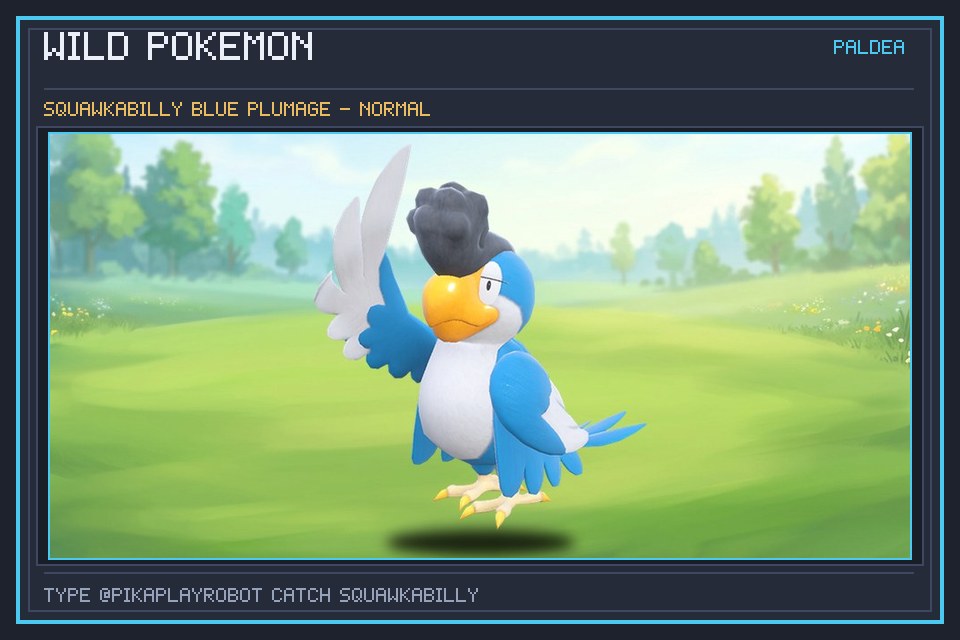 WILD POKEMON
PALDEA
SQUAWKABILLY BLUE PLUMAGE - NORMAL
TYPE @PIKAPLAYROBOT CATCH SQUAWKABILLY